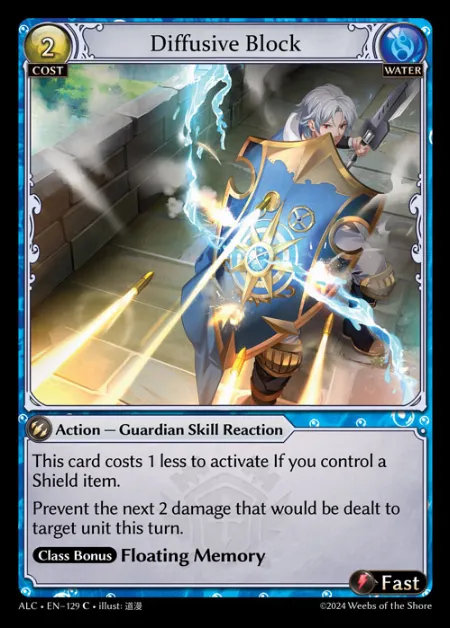 2
Diffusive Block
COST
WATER
Action — Guardian Skill Reaction
This card costs 1 less to activate If you control a
Shield item.
Prevent the next 2 damage that would be dealt to
target unit this turn.
Class Bonus Floating Memory
Fast
ALC • EN-129 C • illust: 道漫
©2024 Weebs of the Shore